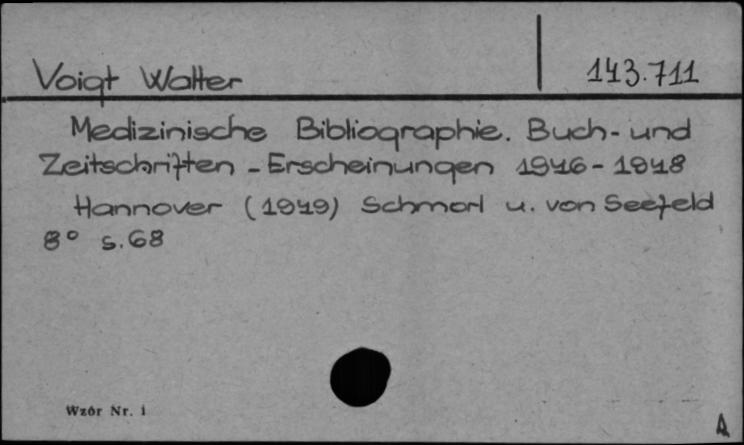 Voigt Walter 143.711
Medizinische Bibliographie. Buch- und
Zeitschriften - Erscheinungen 1946-1948
Hannover (1949) Schmorl u. von Seefeld
8° s.68
Wzór Nr. 1
A